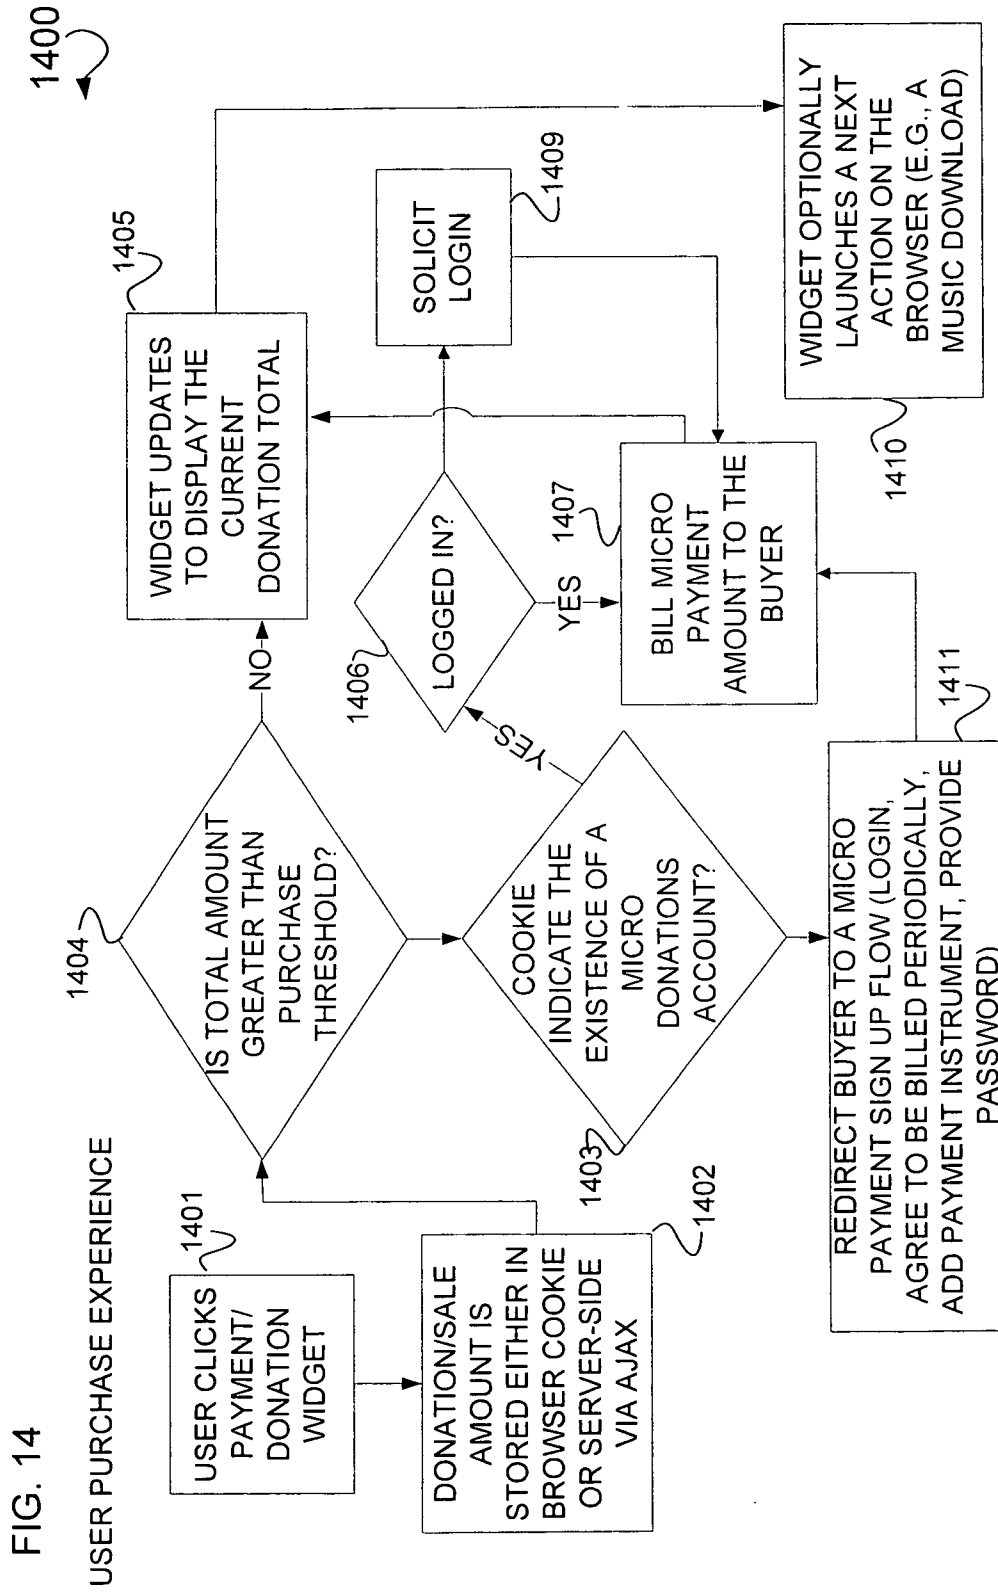 FIG. 14
USER PURCHASE EXPERIENCE
1400
USER CLICKS
PAYMENT/
DONATION
WIDGET
1401
DONATION/SALE
AMOUNT IS
STORED EITHER IN
BROWSER COOKIE
OR SERVER-SIDE
VIA AJAX
1402
1404
IS TOTAL AMOUNT
GREATER THAN
PURCHASE
THRESHOLD?
NO
WIDGET UPDATES
TO DISPLAY THE
CURRENT
DONATION TOTAL
1405
1403
COOKIE
INDICATE THE
EXISTENCE OF A
MICRO
DONATIONS
ACCOUNT?
YES
1406
LOGGED IN?
YES
SOLICIT
LOGIN
1409
1407
BILL MICRO
PAYMENT
AMOUNT TO THE
BUYER
REDIRECT BUYER TO A MICRO
PAYMENT SIGN UP FLOW (LOGIN,
AGREE TO BE BILLED PERIODICALLY,
ADD PAYMENT INSTRUMENT, PROVIDE
PASSWORD)
1411
1410
WIDGET OPTIONALLY
LAUNCHES A NEXT
ACTION ON THE
BROWSER (E.G., A
MUSIC DOWNLOAD)